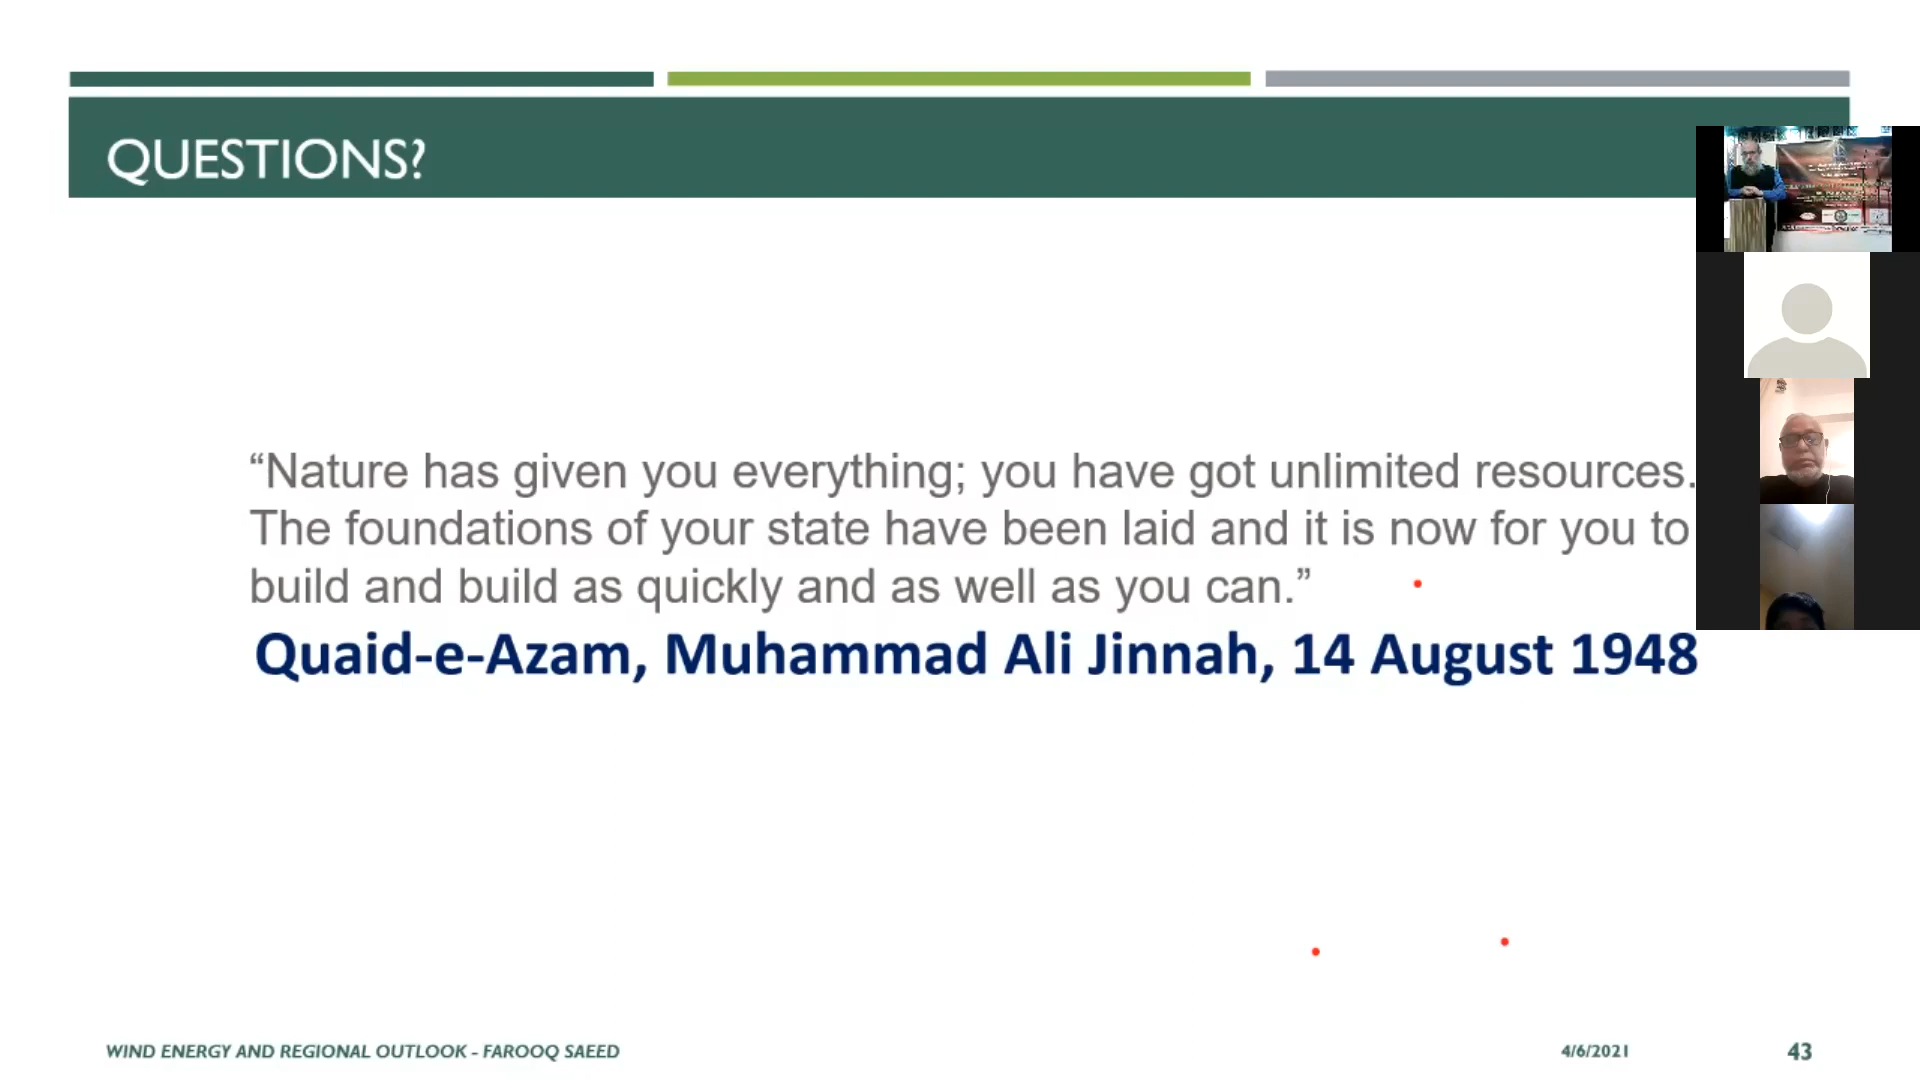 QUESTIONS?
“Nature has given you everything; you have got unlimited resources.
The foundations of your state have been laid and it is now for you to
build and build as quickly and as well as you can.”
Quaid-e-Azam, Muhammad Ali Jinnah, 14 August 1948
WIND ENERGY AND REGIONAL OUTLOOK - FAROOQ SAEED
4/6/2021
43